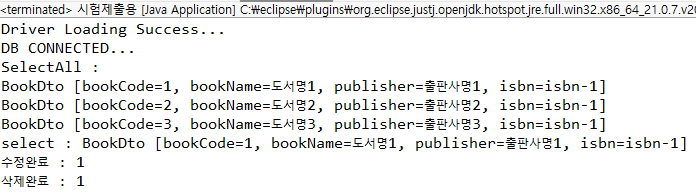 <terminated> 시험제출용 [Java Application] C:₩eclipse₩plugins₩org.eclipse.justj.openjdk.hotspot.jre.full.win32.x86_64_21.0.7.v20
Driver Loading Success...
DB CONNECTED...
SelectAll :
BookDto [bookCode=1, bookName=도서명1, publisher=출판사명1, isbn=isbn-1]
BookDto [bookCode=2, bookName=도서명2, publisher=출판사명2, isbn=isbn-1]
BookDto [bookCode=3, bookName=도서명3, publisher=출판사명3, isbn=isbn-1]
select : BookDto [bookCode=1, bookName=도서명1, publisher=출판사명1, isbn=isbn-1]
수정완료 : 1
삭제완료 : 1